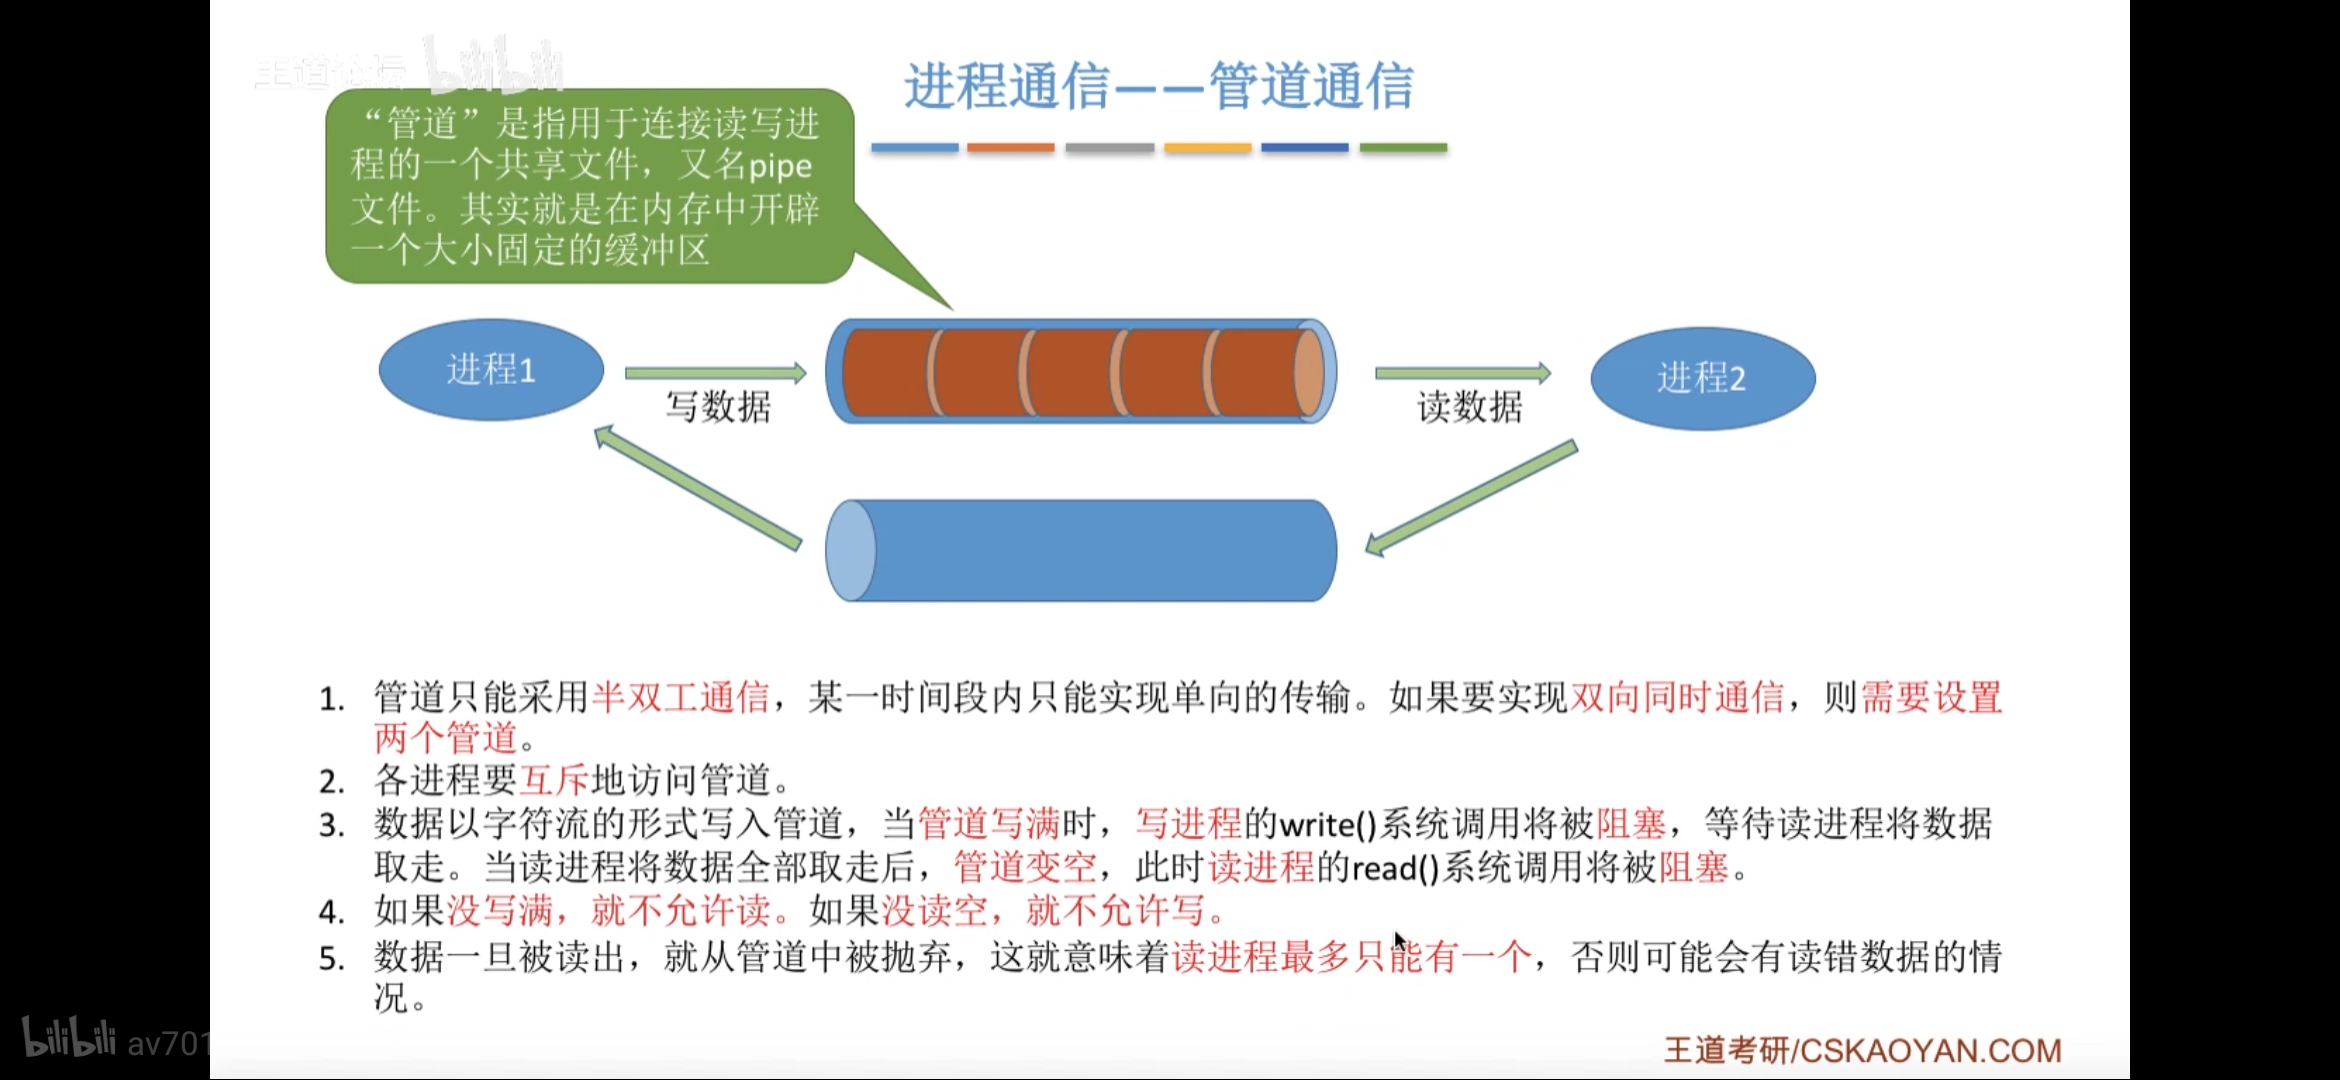 王道论坛 bilibili
进程通信——管道通信
“管道”是指用于连接读写进
程的一个共享文件，又名pipe
文件。其实就是在内存中开辟
一个大小固定的缓冲区
进程1
写数据
读数据
进程2
1. 管道只能采用半双工通信，某一时间段内只能实现单向的传输。如果要实现双向同时通信，则需要设置
两个管道。
2. 各进程要互斥地访问管道。
3. 数据以字符流的形式写入管道，当管道写满时，写进程的write()系统调用将被阻塞，等待读进程将数据
取走。当读进程将数据全部取走后，管道变空，此时读进程的read()系统调用将被阻塞。
4. 如果没写满，就不允许读。如果没读空，就不允许写。
5. 数据一旦被读出，就从管道中被抛弃，这就意味着读进程最多只能有一个，否则可能会有读错数据的情
况。
bilibili av701
王道考研/CSKAOYAN.COM